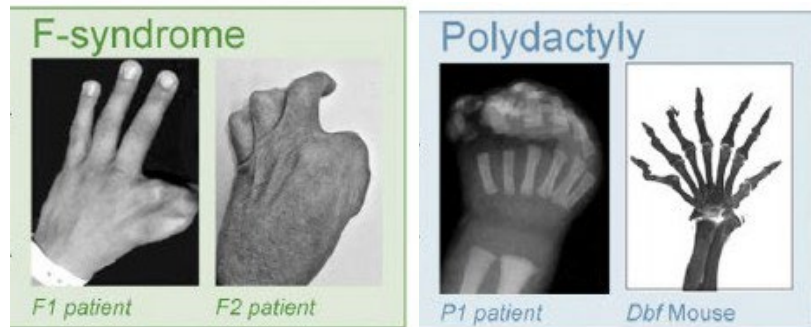 F-syndrome
F1 patient
F2 patient
Polydactyly
P1 patient
Dbf Mouse